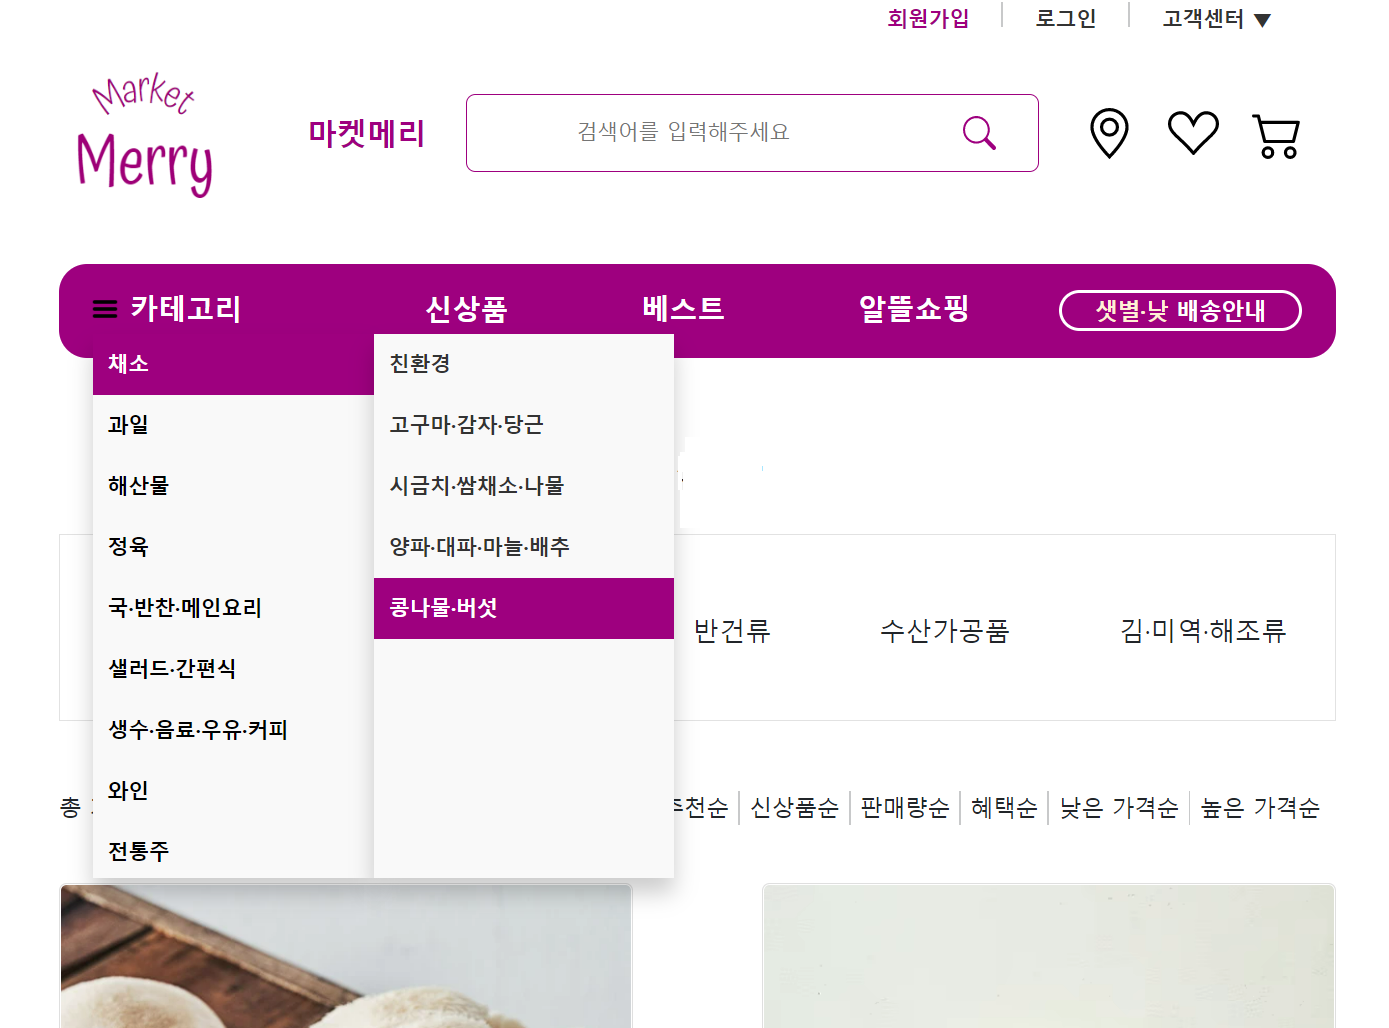 회원가입
로그인
고객센터 ▼
Market
Merry
마켓메리
검색어를 입력해주세요
카테고리
신상품
베스트
알뜰쇼핑
샛별·낮 배송안내
채소
과일
해산물
정육
국·반찬·메인요리
샐러드·간편식
생수·음료·우유·커피
와인
전통주
친환경
고구마·감자·당근
시금치·쌈채소·나물
양파·대파·마늘·배추
콩나물·버섯
반건류
수산가공품
김·미역·해조류
총
신상품순
판매량순
혜택순
낮은 가격순
높은 가격순